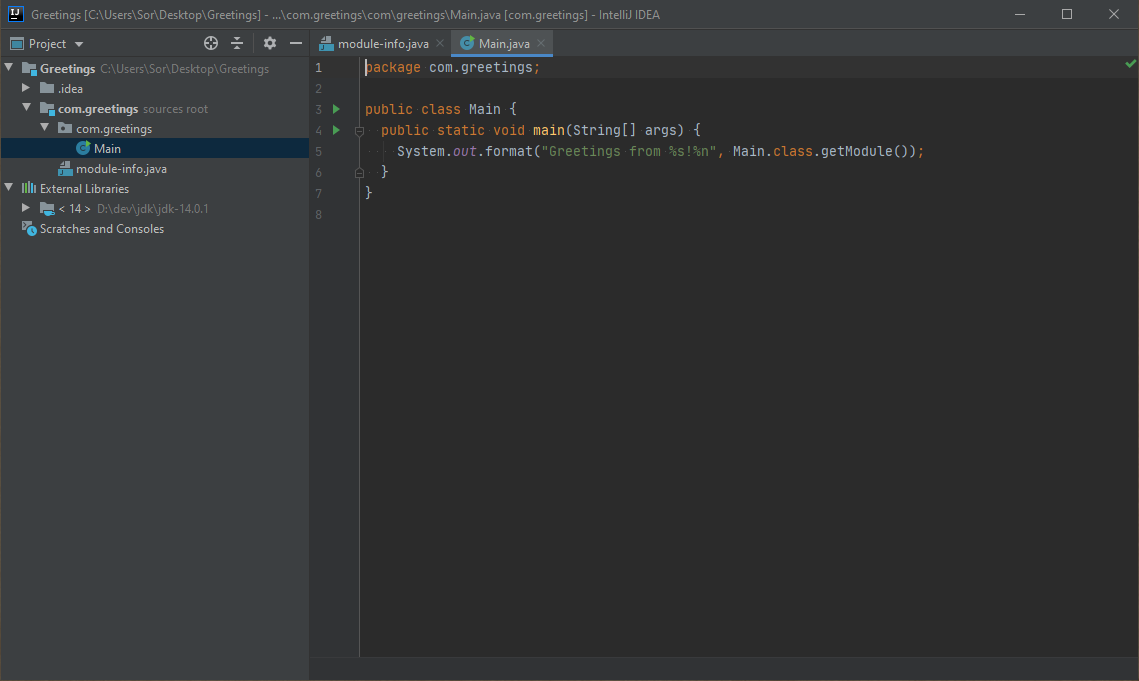 IJ Greetings [C:\Users\Sor\Desktop\Greetings] - ...\com.greetings\com\greetings\Main.java [com.greetings] - IntelliJ IDEA
Project
module-info.java
Main.java
Greetings C:\Users\Sor\Desktop\Greetings
.idea
com.greetings sources root
com.greetings
Main
module-info.java
External Libraries
< 14 > D:\dev\jdk\jdk-14.0.1
Scratches and Consoles
1 package com.greetings;
2
3 public class Main {
4 public static void main(String[] args) {
5 System.out.format("Greetings from %s!%n", Main.class.getModule());
6 }
7 }
8